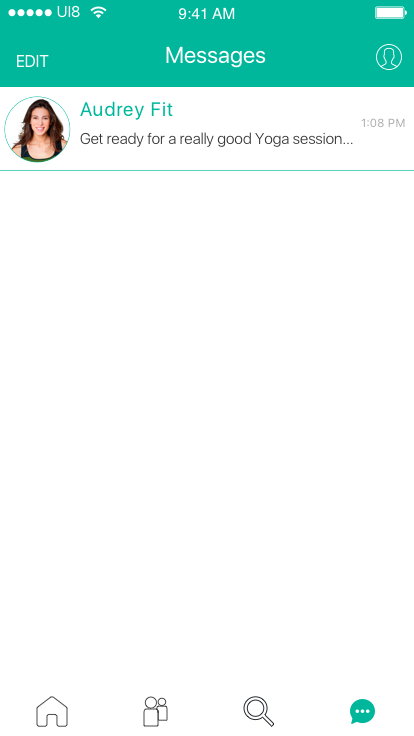 UI8
9:41 AM
EDIT
Messages
Audrey Fit
1:08 PM
Get ready for a really good Yoga session...